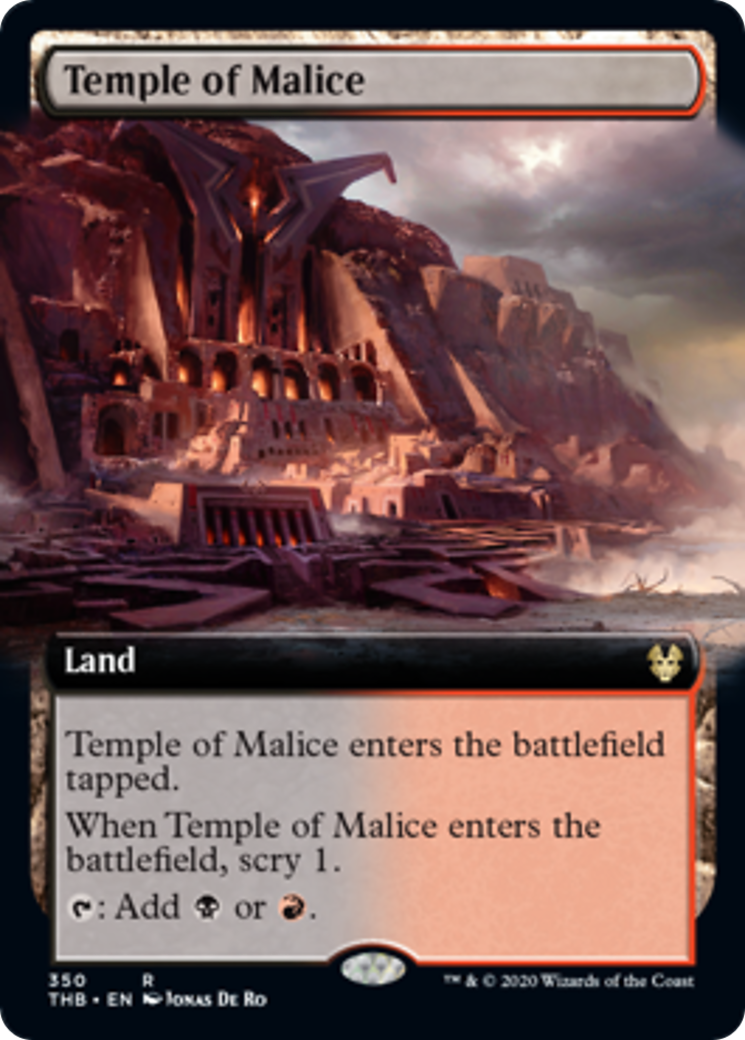 Temple of Malice
Land
Temple of Malice enters the battlefield
tapped.
When Temple of Malice enters the
battlefield, scry 1.
: Add or .
350 R
THB • EN Jonas De Ro
™ & © 2020 Wizards of the Coast